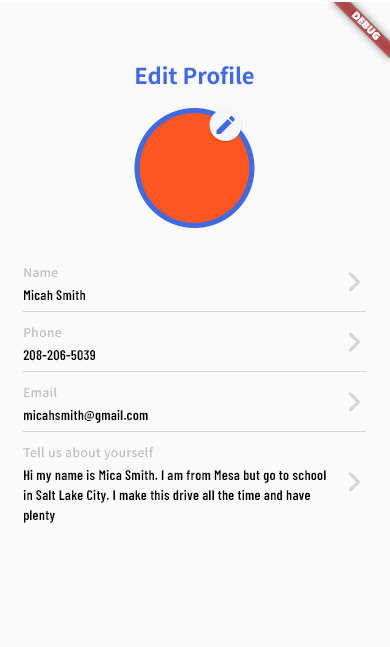 DEBUG
Edit Profile
Name
Micah Smith
Phone
208-206-5039
Email
micahsmith@gmail.com
Tell us about yourself
Hi my name is Mica Smith. I am from Mesa but go to school
in Salt Lake City. I make this drive all the time and have
plenty